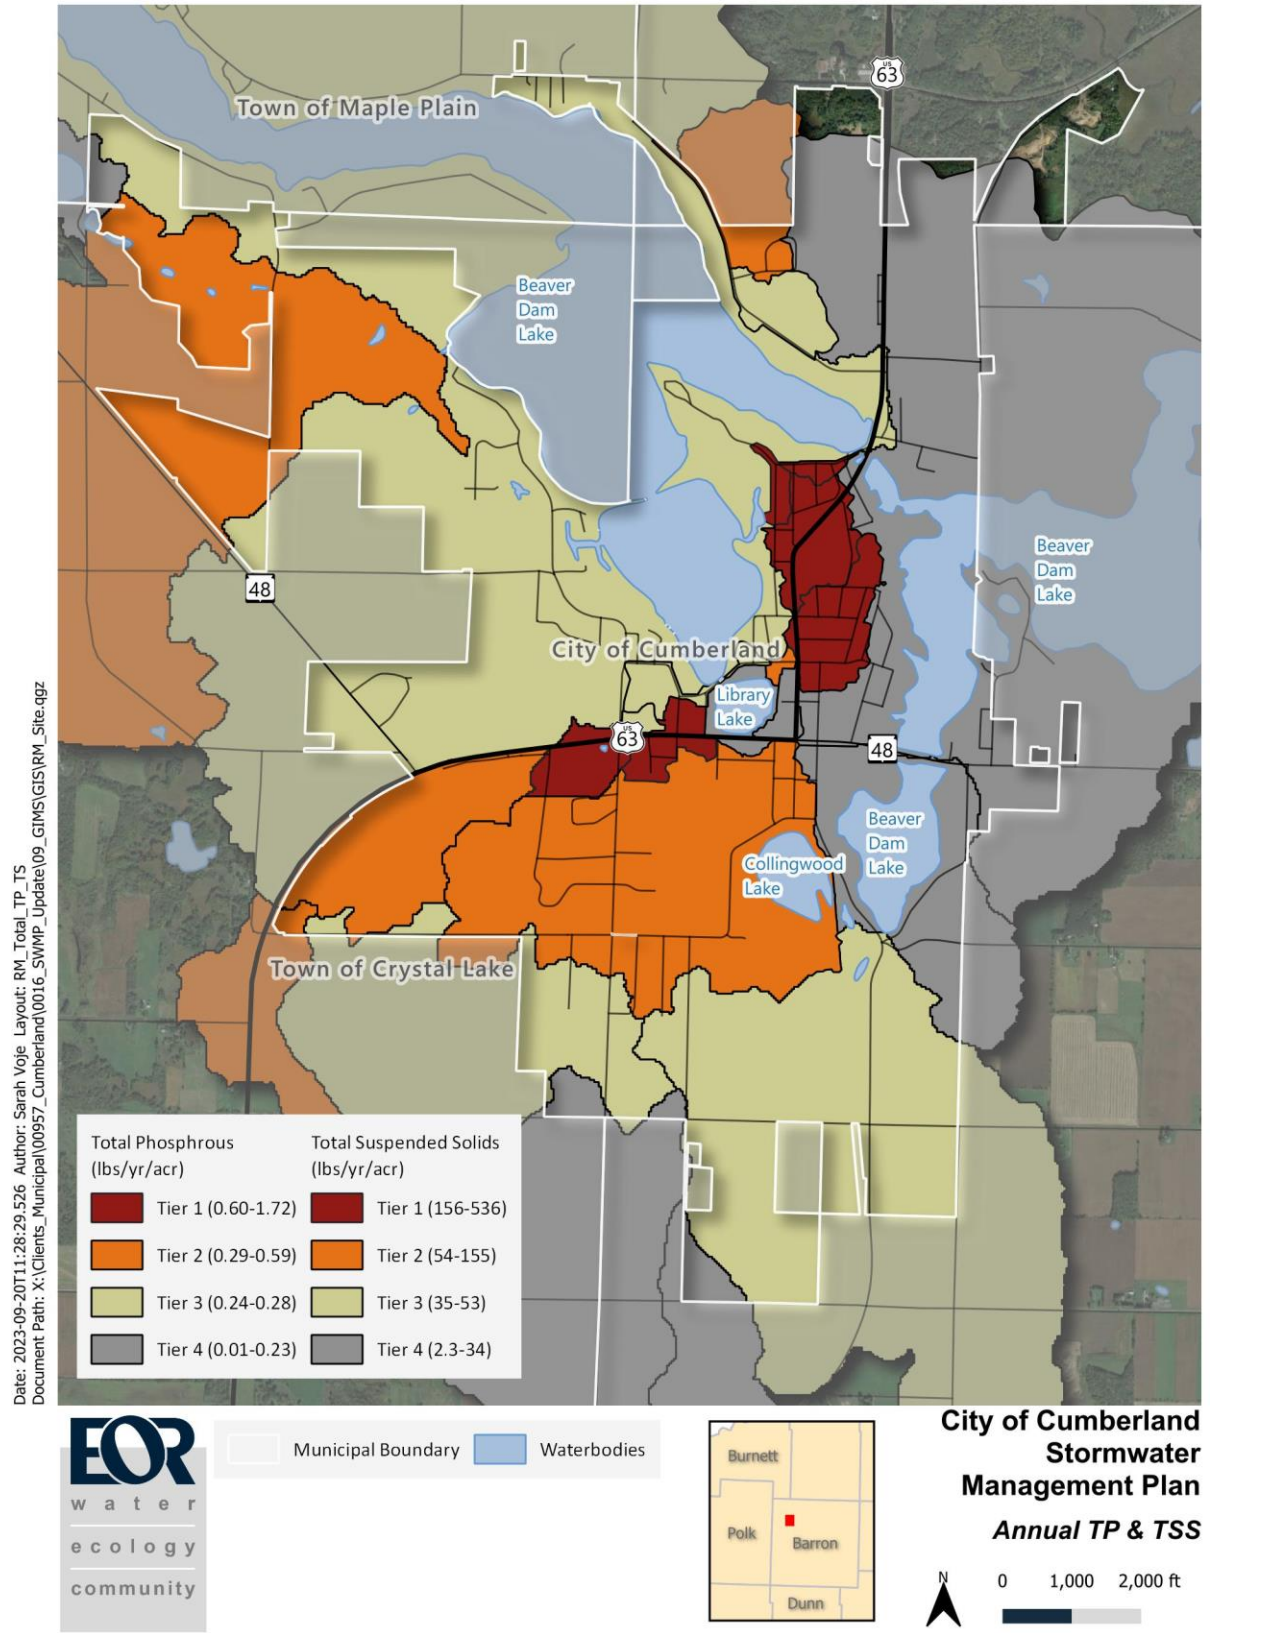 US
63
Town of Maple Plain
Beaver
Dam
Lake
Beaver
Dam
Lake
48
City of Cumberland
Library
Lake
US
63
48
Beaver
Dam
Lake
Collingwood
Lake
Town of Crystal Lake
Total Phosphrous
(lbs/yr/acr)
Tier 1 (0.60-1.72)
Tier 2 (0.29-0.59)
Tier 3 (0.24-0.28)
Tier 4 (0.01-0.23)
Total Suspended Solids
(lbs/yr/acr)
Tier 1 (156-536)
Tier 2 (54-155)
Tier 3 (35-53)
Tier 4 (2.3-34)
Date: 2023-09-20T11:28:29.526 Author: Sarah Voje Layout: RM_Total_TP_TS
Document Path: X:\Clients_Municipal\00957_Cumberland\0016_SWMP_Update\09_GIMS\GIS\RM_Site.qgz
EOR
water
ecology
community
Municipal Boundary
Waterbodies
Burnett
Polk
Barron
Dunn
City of Cumberland
Stormwater
Management Plan
Annual TP & TSS
N
0 1,000 2,000 ft